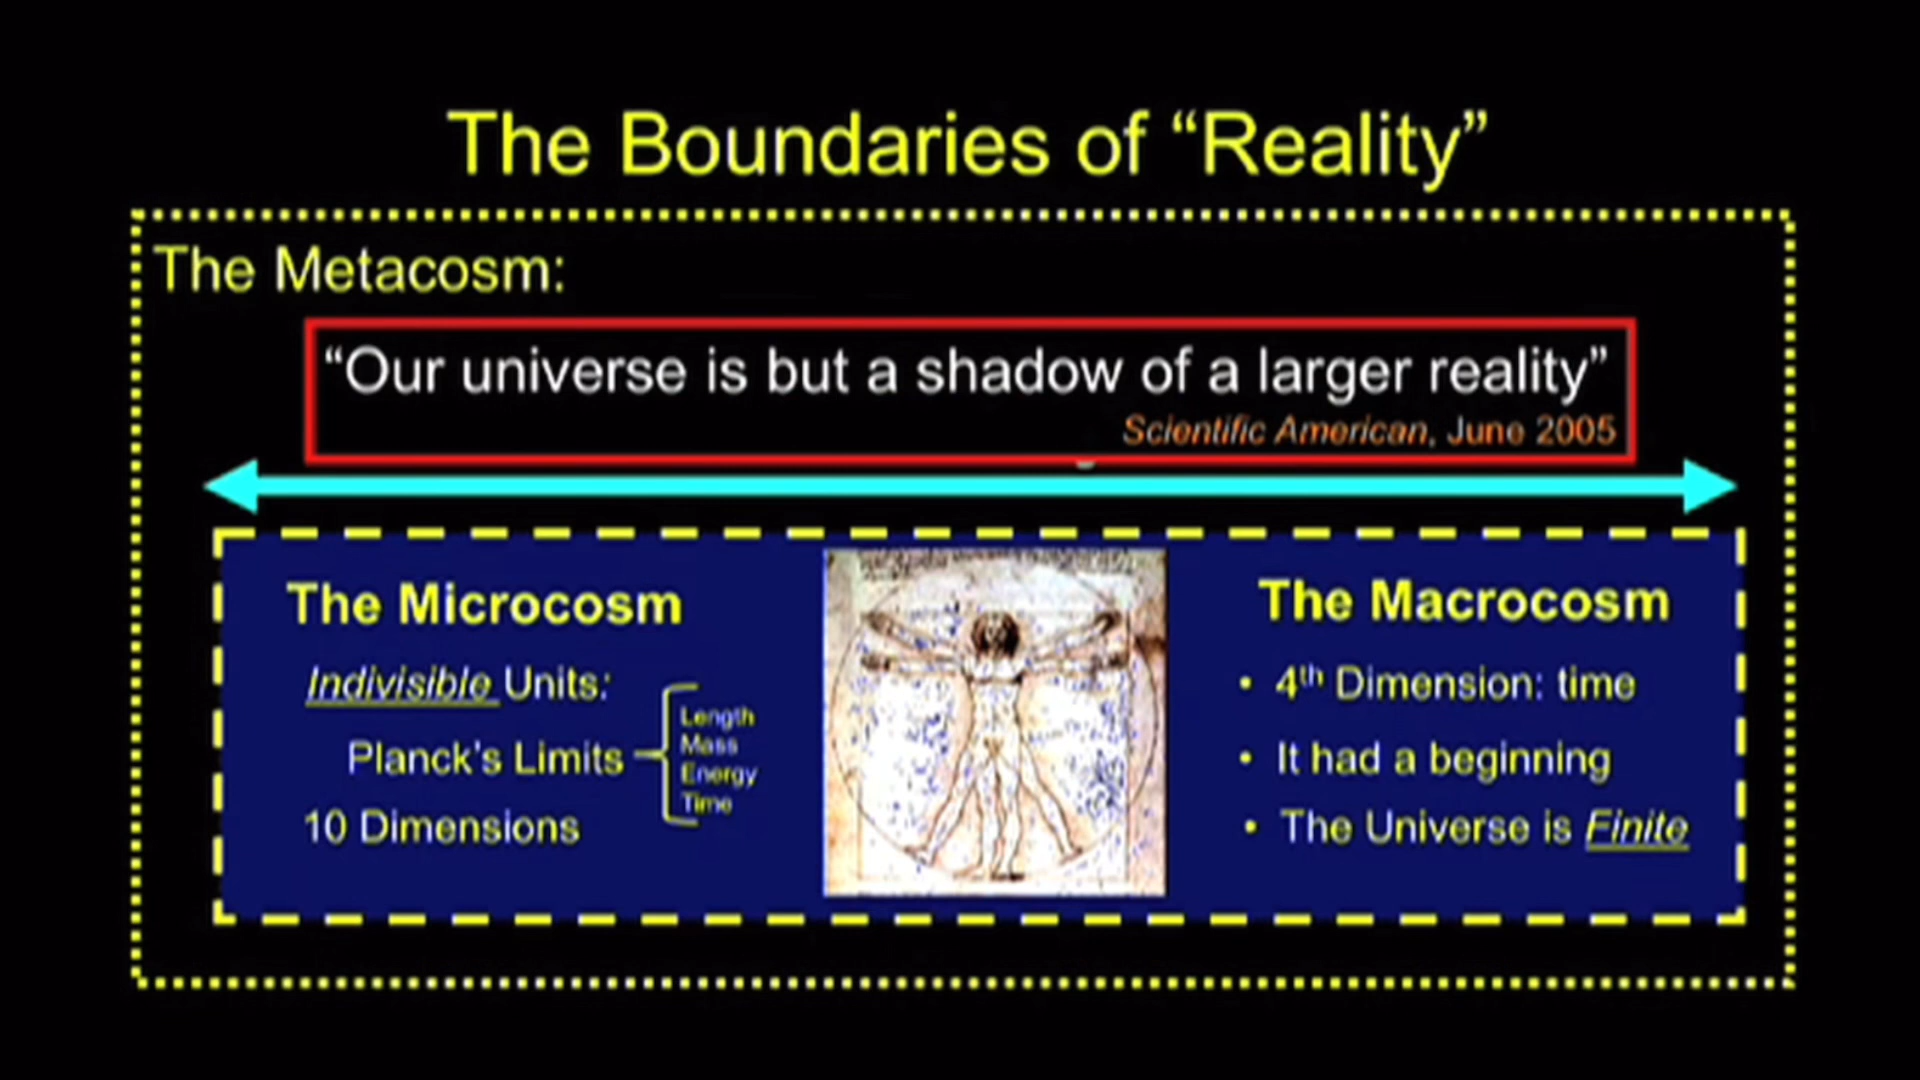 The Boundaries of “Reality”
The Metacosm:
“Our universe is but a shadow of a larger reality”
Scientific American, June 2005
The Microcosm
Indivisible Units:
Planck’s Limits
Length
Mass
Energy
Time
10 Dimensions
The Macrocosm
• 4th Dimension: time
• It had a beginning
• The Universe is Finite